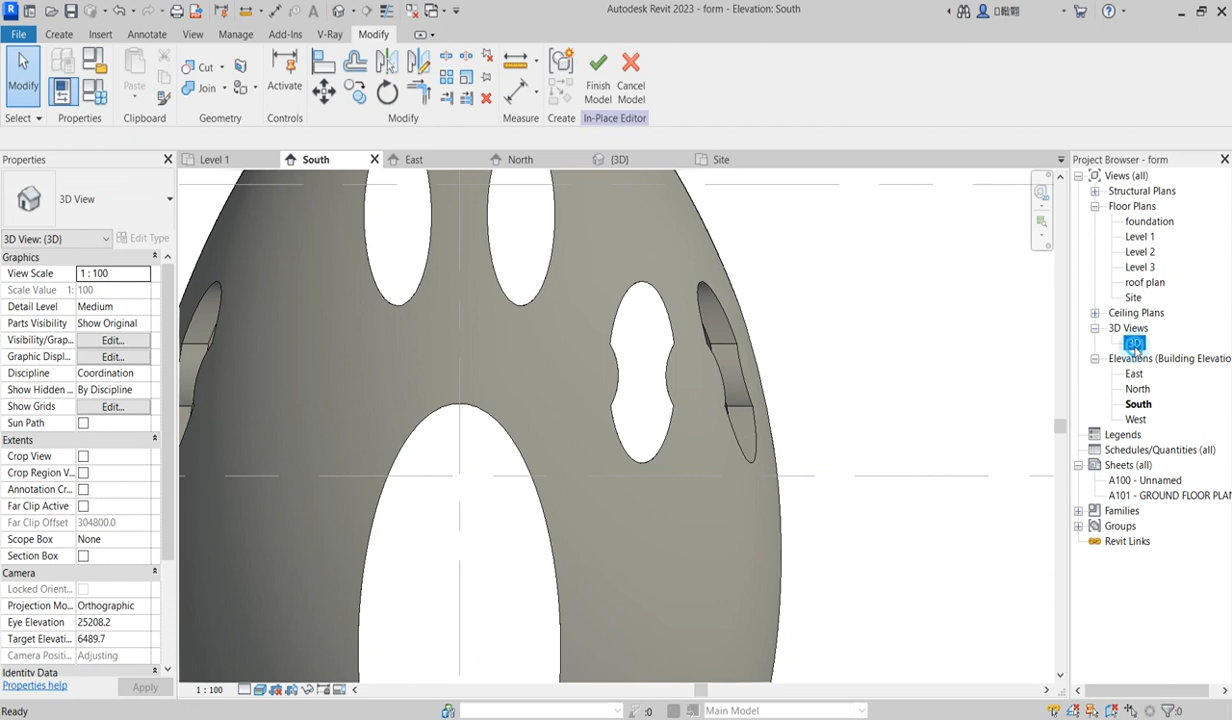 Autodesk Revit 2023 - form - Elevation: South
File Create Insert Annotate View Manage Add-Ins V-Ray Modify
Modify
Cut
Join
Paste
Activate
Finish Model
Cancel Model
Select Properties Clipboard Geometry Controls Modify Measure Create In-Place Editor
Properties
Level 1 South East North {3D} Site
3D View
3D View: {3D} Edit Type
Graphics
View Scale 1 : 100
Scale Value 1: 100
Detail Level Medium
Parts Visibility Show Original
Visibility/Grap... Edit...
Graphic Displ... Edit...
Discipline Coordination
Show Hidden ... By Discipline
Show Grids Edit...
Sun Path
Extents
Crop View
Crop Region V...
Annotation Cr...
Far Clip Active
Far Clip Offset 304800.0
Scope Box None
Section Box
Camera
Locked Orient...
Projection Mo... Orthographic
Eye Elevation 25208.2
Target Elevati... 6489.7
Camera Positi... Adjusting
Identity Data
Properties help Apply
1 : 100
Project Browser - form
Views (all)
Structural Plans
Floor Plans
foundation
Level 1
Level 2
Level 3
roof plan
Site
Ceiling Plans
3D Views
{3D}
Elevations (Building Elevatio
East
North
South
West
Legends
Schedules/Quantities (all)
Sheets (all)
A100 - Unnamed
A101 - GROUND FLOOR PLAN
Families
Groups
Revit Links
Ready :0 Main Model :0